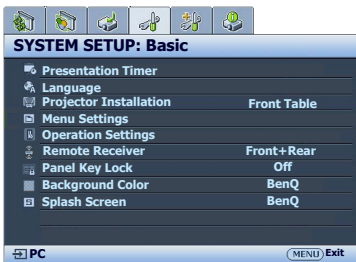 SYSTEM SETUP: Basic
Presentation Timer
Language
Projector Installation Front Table
Menu Settings
Operation Settings
Remote Receiver Front+Rear
Panel Key Lock Off
Background Color BenQ
Splash Screen BenQ
PC MENU Exit